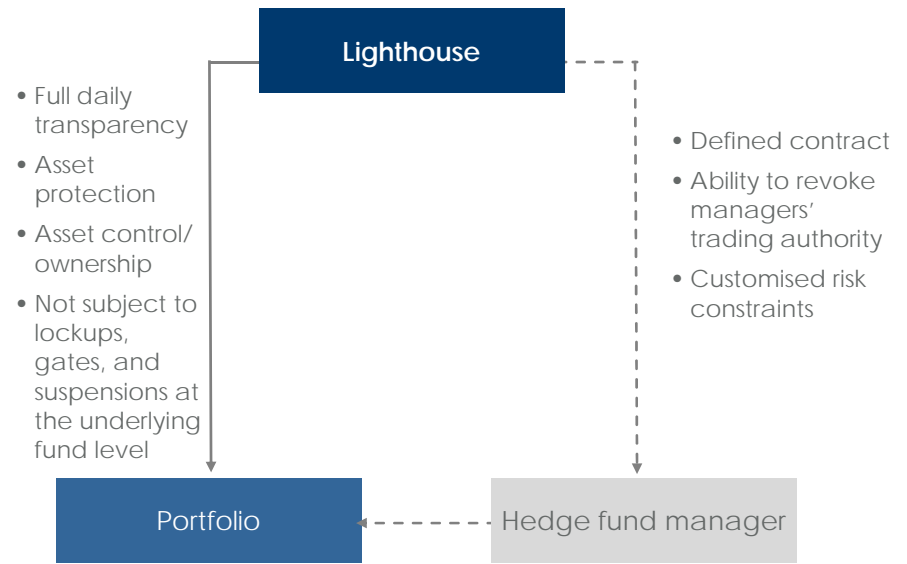 Lighthouse
• Full daily
transparency
• Asset
protection
• Asset control/
ownership
• Not subject to
lockups,
gates, and
suspensions at
the underlying
fund level
• Defined contract
• Ability to revoke
managers'
trading authority
• Customised risk
constraints
Portfolio
Hedge fund manager